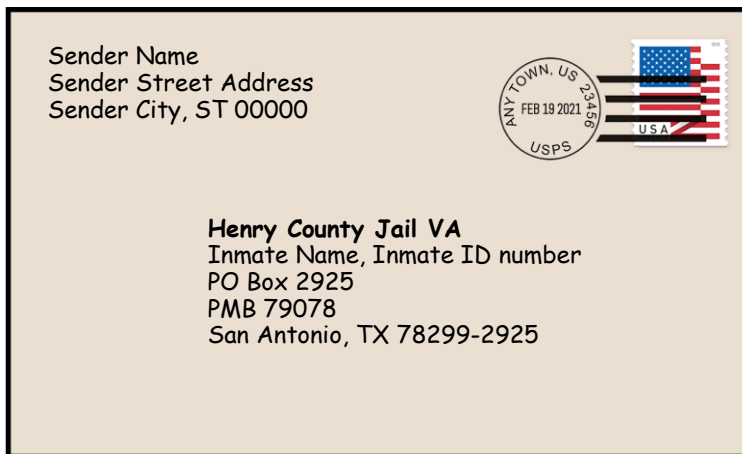 Sender Name
Sender Street Address
Sender City, ST 00000
ANY TOWN, US 23456
FEB 19 2021
USPS
USA
Henry County Jail VA
Inmate Name, Inmate ID number
PO Box 2925
PMB 79078
San Antonio, TX 78299-2925